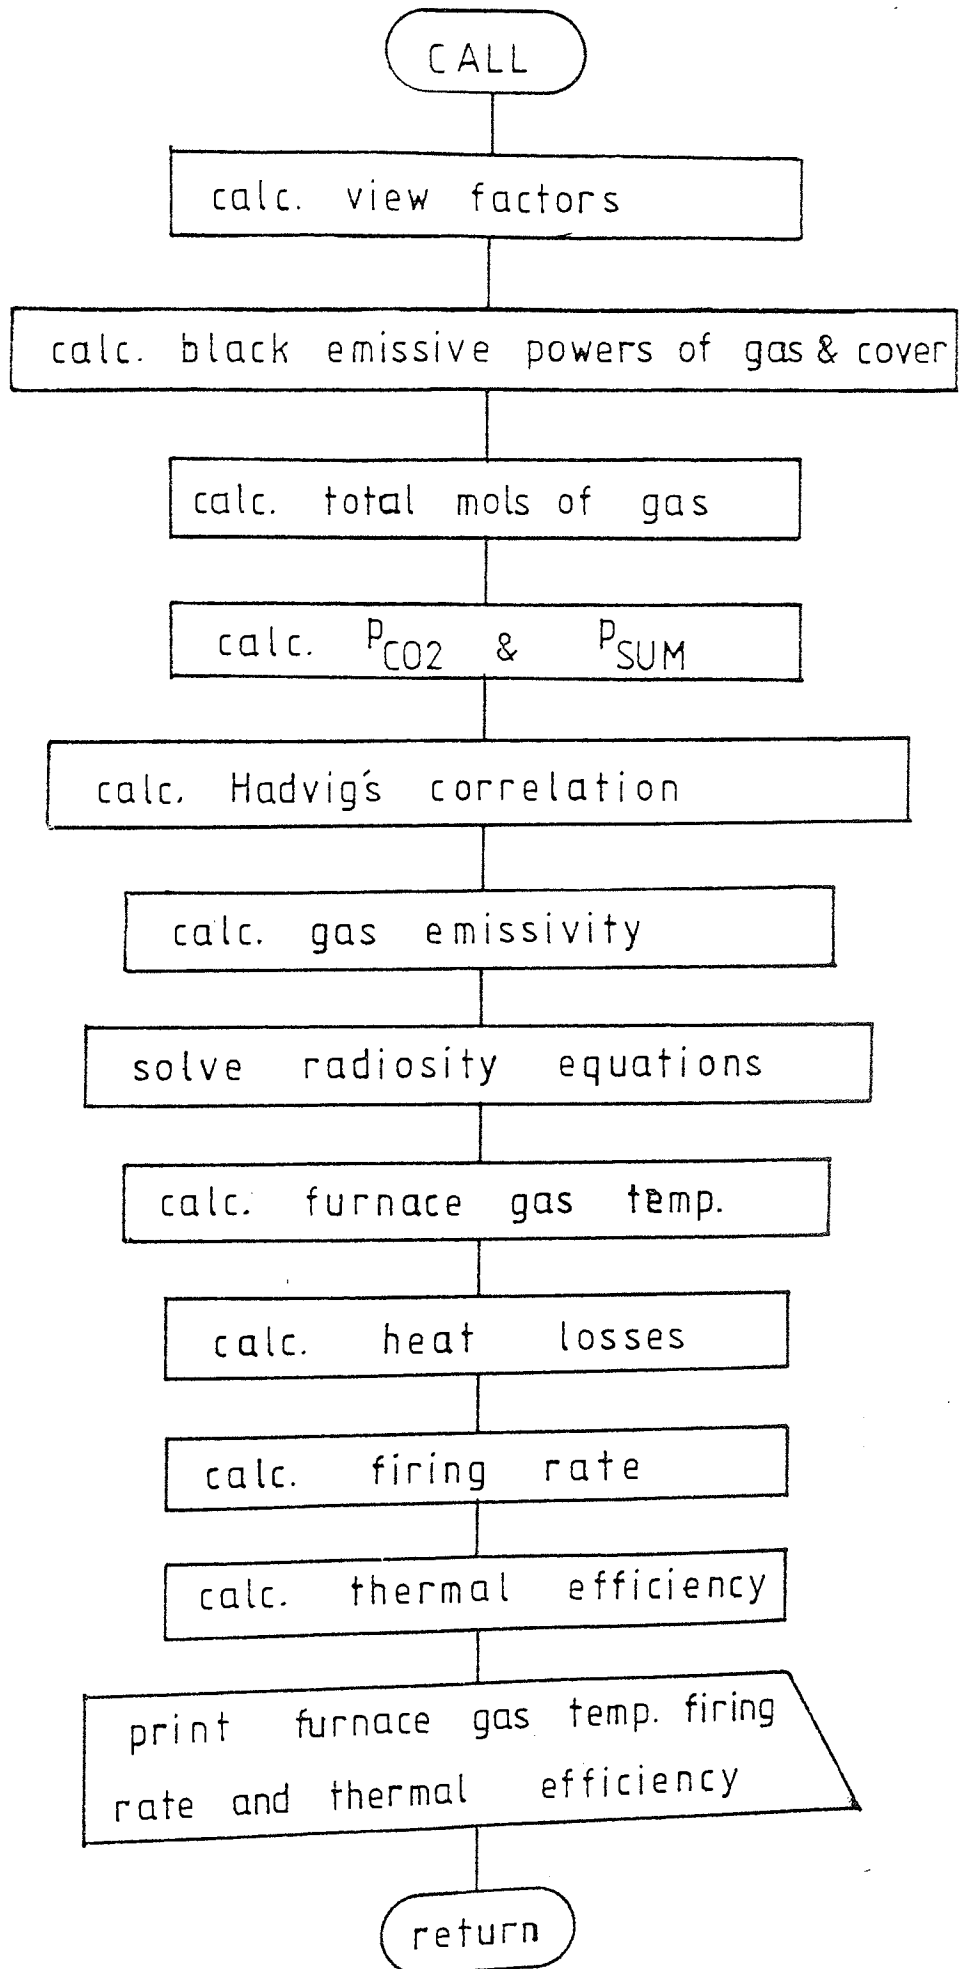 CALL
calc. view factors
calc. black emissive powers of gas & cover
calc. total mols of gas
calc. PCO2 & PSUM
calc. Hadvig's correlation
calc. gas emissivity
solve radiosity equations
calc. furnace gas temp.
calc. heat losses
calc. firing rate
calc. thermal efficiency
print furnace gas temp. firing
rate and thermal efficiency
return